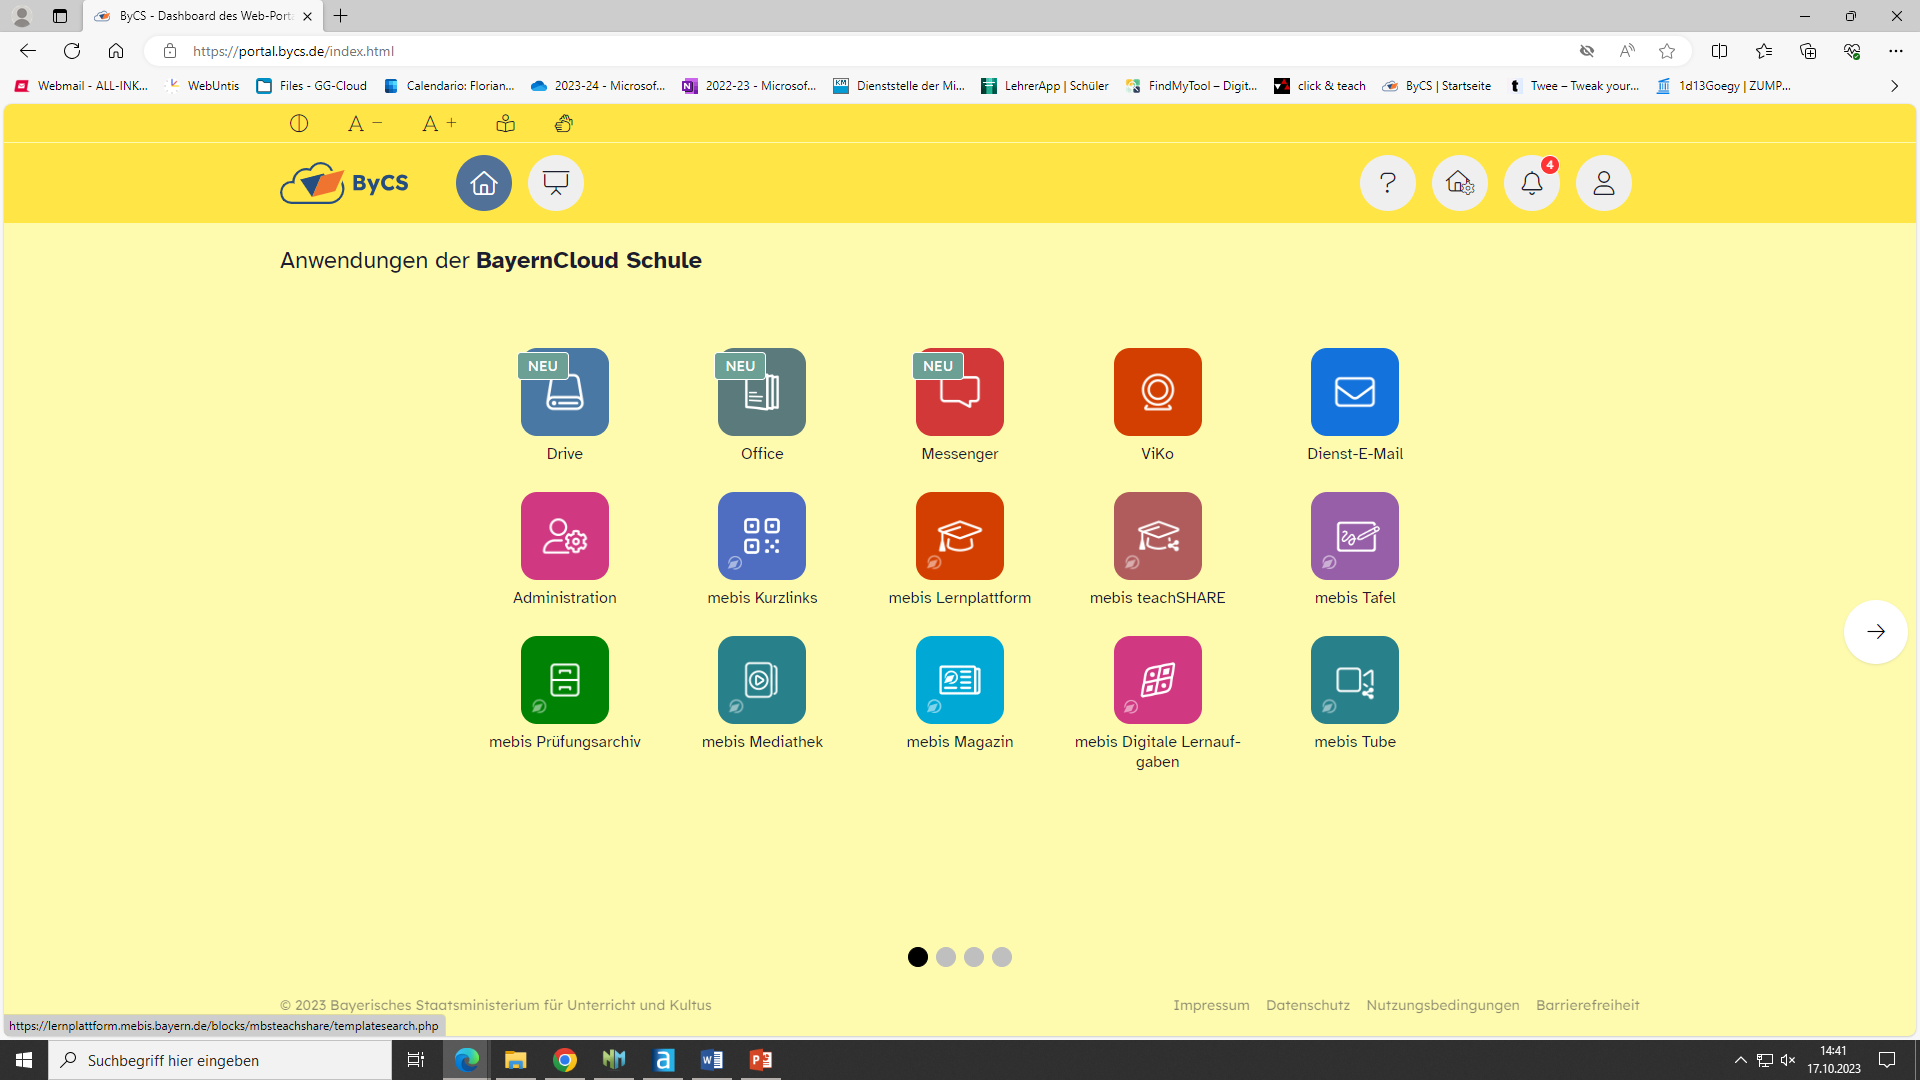 ByCS - Dashboard des Web-Porta
https://portal.bycs.de/index.html
Webmail - ALL-INK...
WebUntis
Files - GG-Cloud
Calendario: Florian...
2023-24 - Microsof...
2022-23 - Microsof...
Dienststelle der Mi...
LehrerApp | Schüler
FindMyTool – Digit...
click & teach
ByCS | Startseite
Twee – Tweak your...
1d13Goegy | ZUMP...
A − A +
ByCS
?
4
Anwendungen der BayernCloud Schule
NEU
NEU
NEU
Drive
Office
Messenger
ViKo
Dienst-E-Mail
Administration
mebis Kurzlinks
mebis Lernplattform
mebis teachSHARE
mebis Tafel
mebis Prüfungsarchiv
mebis Mediathek
mebis Magazin
mebis Digitale Lernauf-
gaben
mebis Tube
© 2023 Bayerisches Staatsministerium für Unterricht und Kultus
Impressum
Datenschutz
Nutzungsbedingungen
Barrierefreiheit
https://lernplattform.mebis.bayern.de/blocks/mbsteachshare/templatesearch.php
Suchbegriff hier eingeben
14:41
17.10.2023